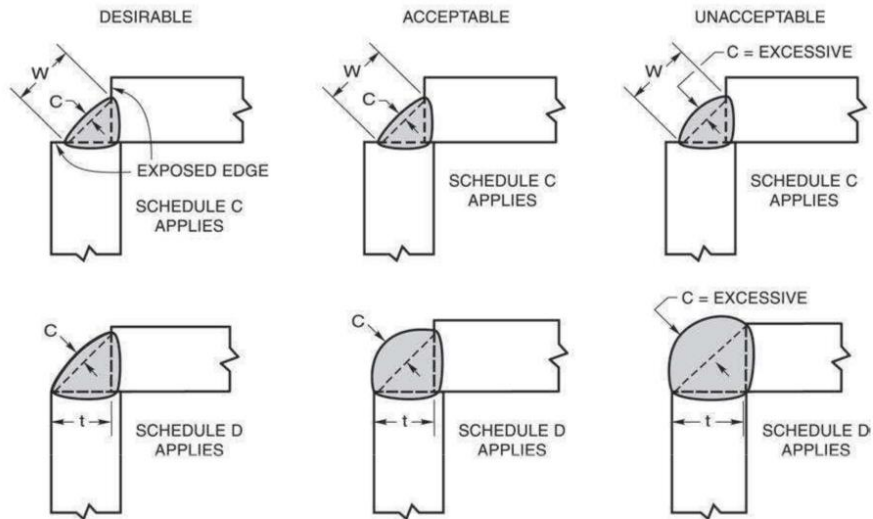 DESIRABLE
ACCEPTABLE
UNACCEPTABLE
W
C
EXPOSED EDGE
SCHEDULE C
APPLIES
W
C
SCHEDULE C
APPLIES
W
C = EXCESSIVE
SCHEDULE C
APPLIES
C
t
SCHEDULE D
APPLIES
C
t
SCHEDULE D
APPLIES
C = EXCESSIVE
t
SCHEDULE D
APPLIES